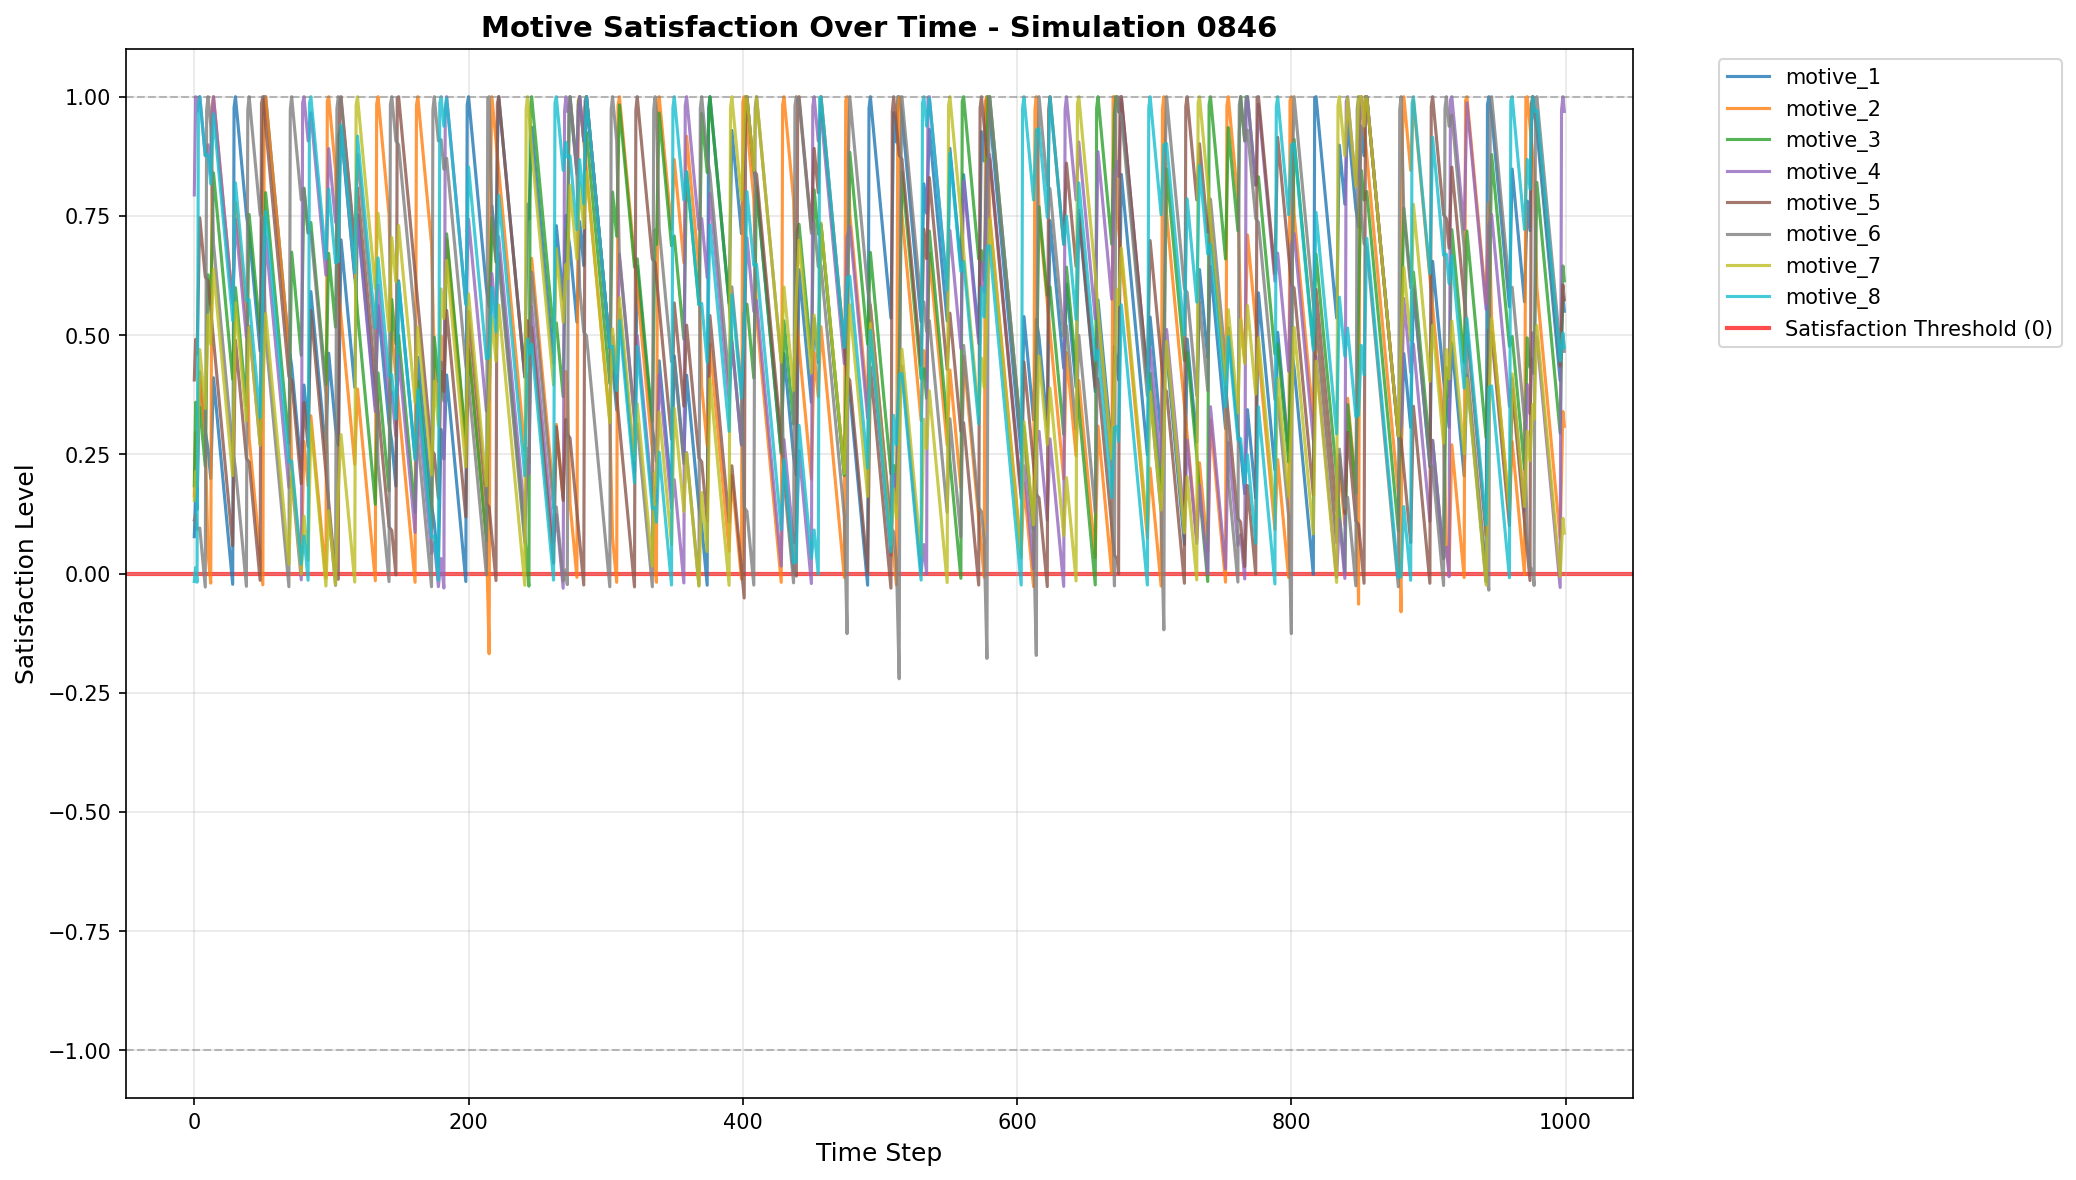 Motive Satisfaction Over Time - Simulation 0846
Satisfaction Level
1.00
0.75
0.50
0.25
0.00
−0.25
−0.50
−0.75
−1.00
0
200
400
600
800
1000
Time Step
motive_1
motive_2
motive_3
motive_4
motive_5
motive_6
motive_7
motive_8
Satisfaction Threshold (0)